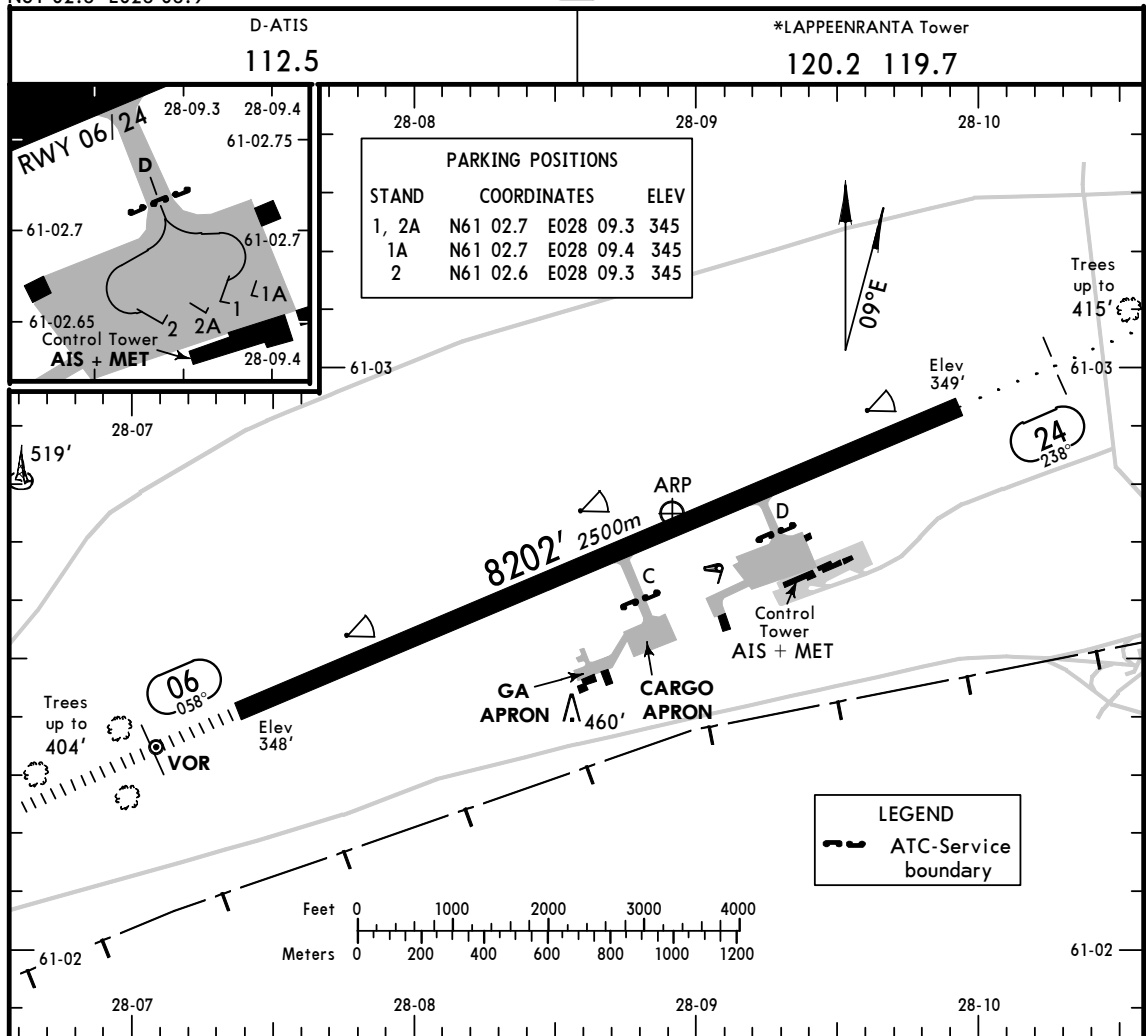 D-ATIS
112.5
*LAPPEENRANTA Tower
120.2 119.7
28-09.3 28-09.4
RWY 06/24
61-02.75
D
61-02.7
61-02.7
1A
1
2A
2
61-02.65
Control Tower
AIS + MET
28-09.4
28-08
28-09
28-10
PARKING POSITIONS
STAND COORDINATES ELEV
1, 2A N61 02.7 E028 09.3 345
1A N61 02.7 E028 09.4 345
2 N61 02.6 E028 09.3 345
09°E
Trees
up to
415'
61-03
Elev
349'
61-03
28-07
24
238°
519'
ARP
D
8202' 2500m
C
Control
Tower
AIS + MET
06
058°
GA
APRON
CARGO
APRON
460'
Trees
up to
404'
Elev
348'
VOR
LEGEND
ATC-Service
boundary
Feet 0 1000 2000 3000 4000
Meters 0 200 400 600 800 1000 1200
61-02
61-02
28-07
28-08
28-09
28-10